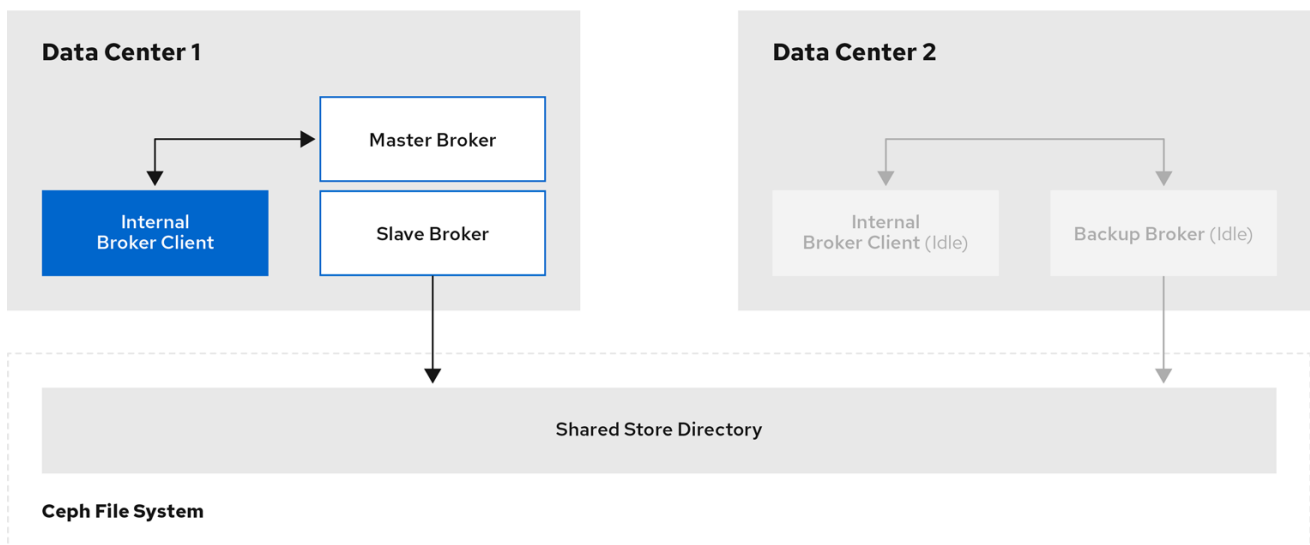 Data Center 1
Master Broker
Internal
Broker Client
Slave Broker
Data Center 2
Internal
Broker Client (Idle)
Backup Broker (Idle)
Shared Store Directory
Ceph File System